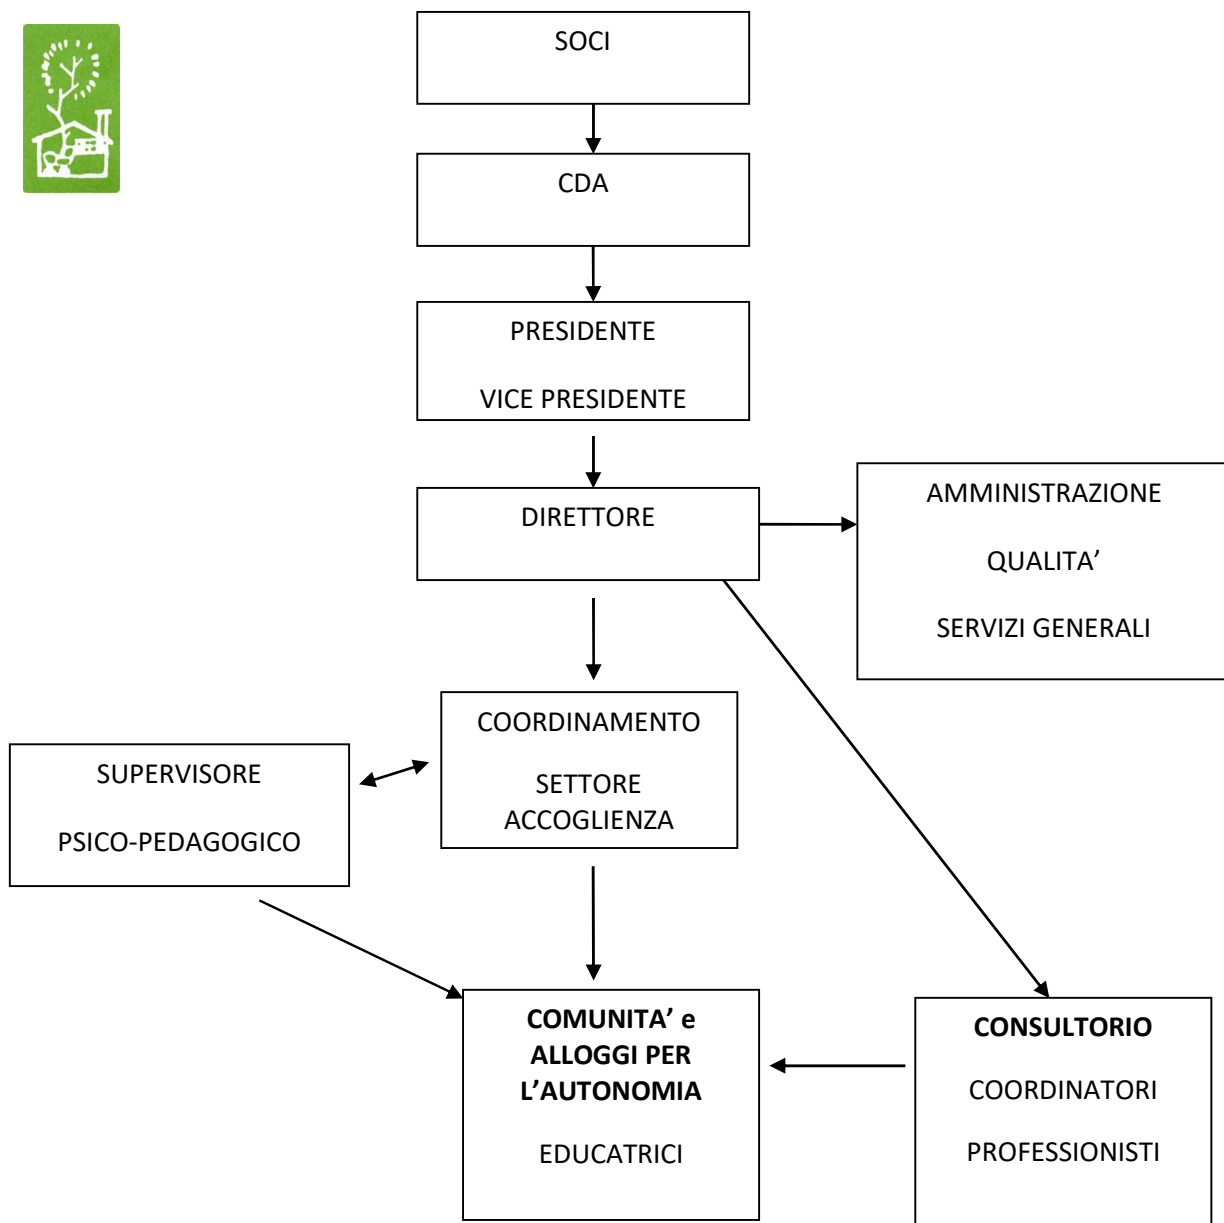 SOCI
CDA
PRESIDENTE
VICE PRESIDENTE
DIRETTORE
AMMINISTRAZIONE
QUALITA’
SERVIZI GENERALI
COORDINAMENTO
SETTORE
ACCOGLIENZA
SUPERVISORE
PSICO-PEDAGOGICO
COMUNITA’ e
ALLOGGI PER
L’AUTONOMIA
EDUCATRICI
CONSULTORIO
COORDINATORI
PROFESSIONISTI